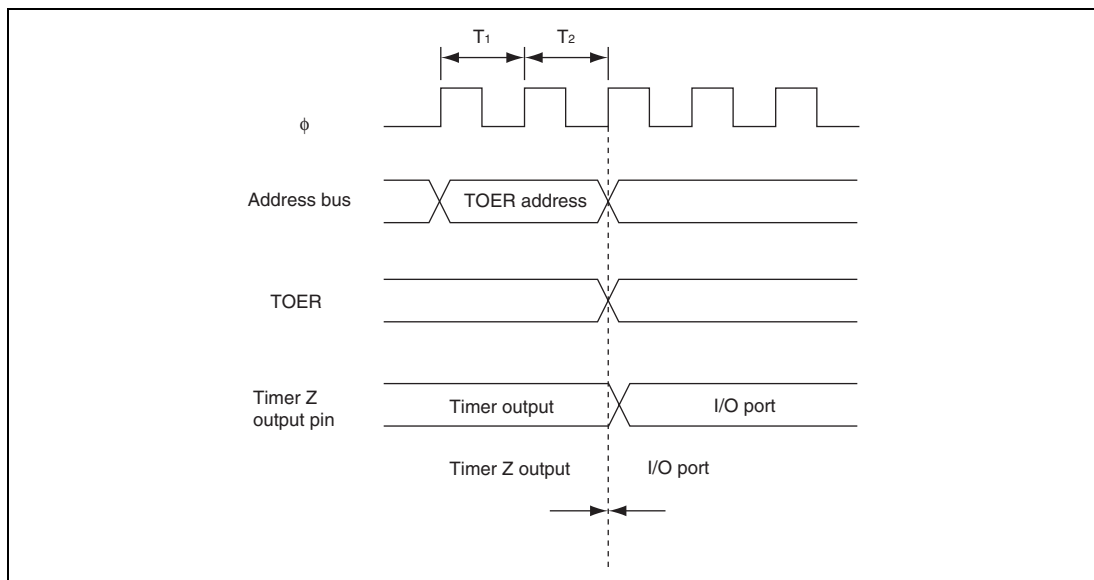 T1 T2
ϕ
Address bus
TOER address
TOER
Timer Z
output pin
Timer output
I/O port
Timer Z output
I/O port